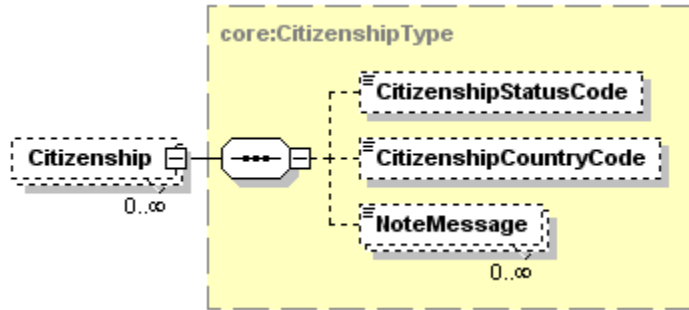 core:CitizenshipType
CitizenshipStatusCode
Citizenship
CitizenshipCountryCode
0..∞
NoteMessage
0..∞